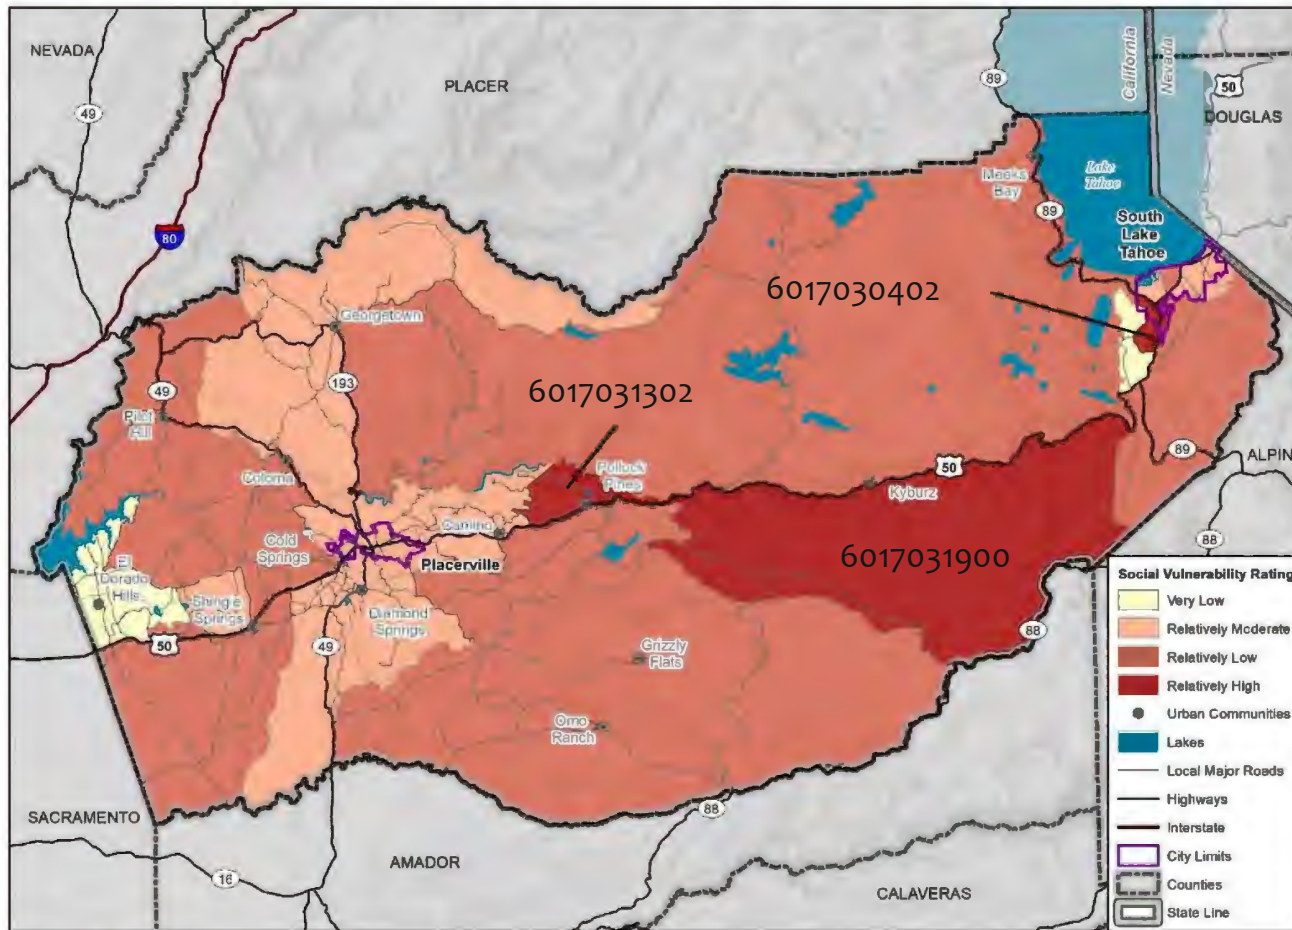 NEVADA
49
PLACER
89
California
Nevada
50
DOUGLAS
80
Meeks
Bay
Lake
Tahoe
89
South
Lake
Tahoe
6017030402
Georgetown
193
49
6017031302
Pilot
Hill
Coloma
Pollock
Pines
50
Kyburz
89
ALPIN
Cold
Springs
Camino
Placerville
6017031900
88
El
Dorado
Hills
Shingle
Springs
Diamond
Springs
50
49
Grizzly
Flats
88
Omo
Ranch
SACRAMENTO
88
AMADOR
16
CALAVERAS
Social Vulnerability Rating
Very Low
Relatively Moderate
Relatively Low
Relatively High
Urban Communities
Lakes
Local Major Roads
Highways
Interstate
City Limits
Counties
State Line